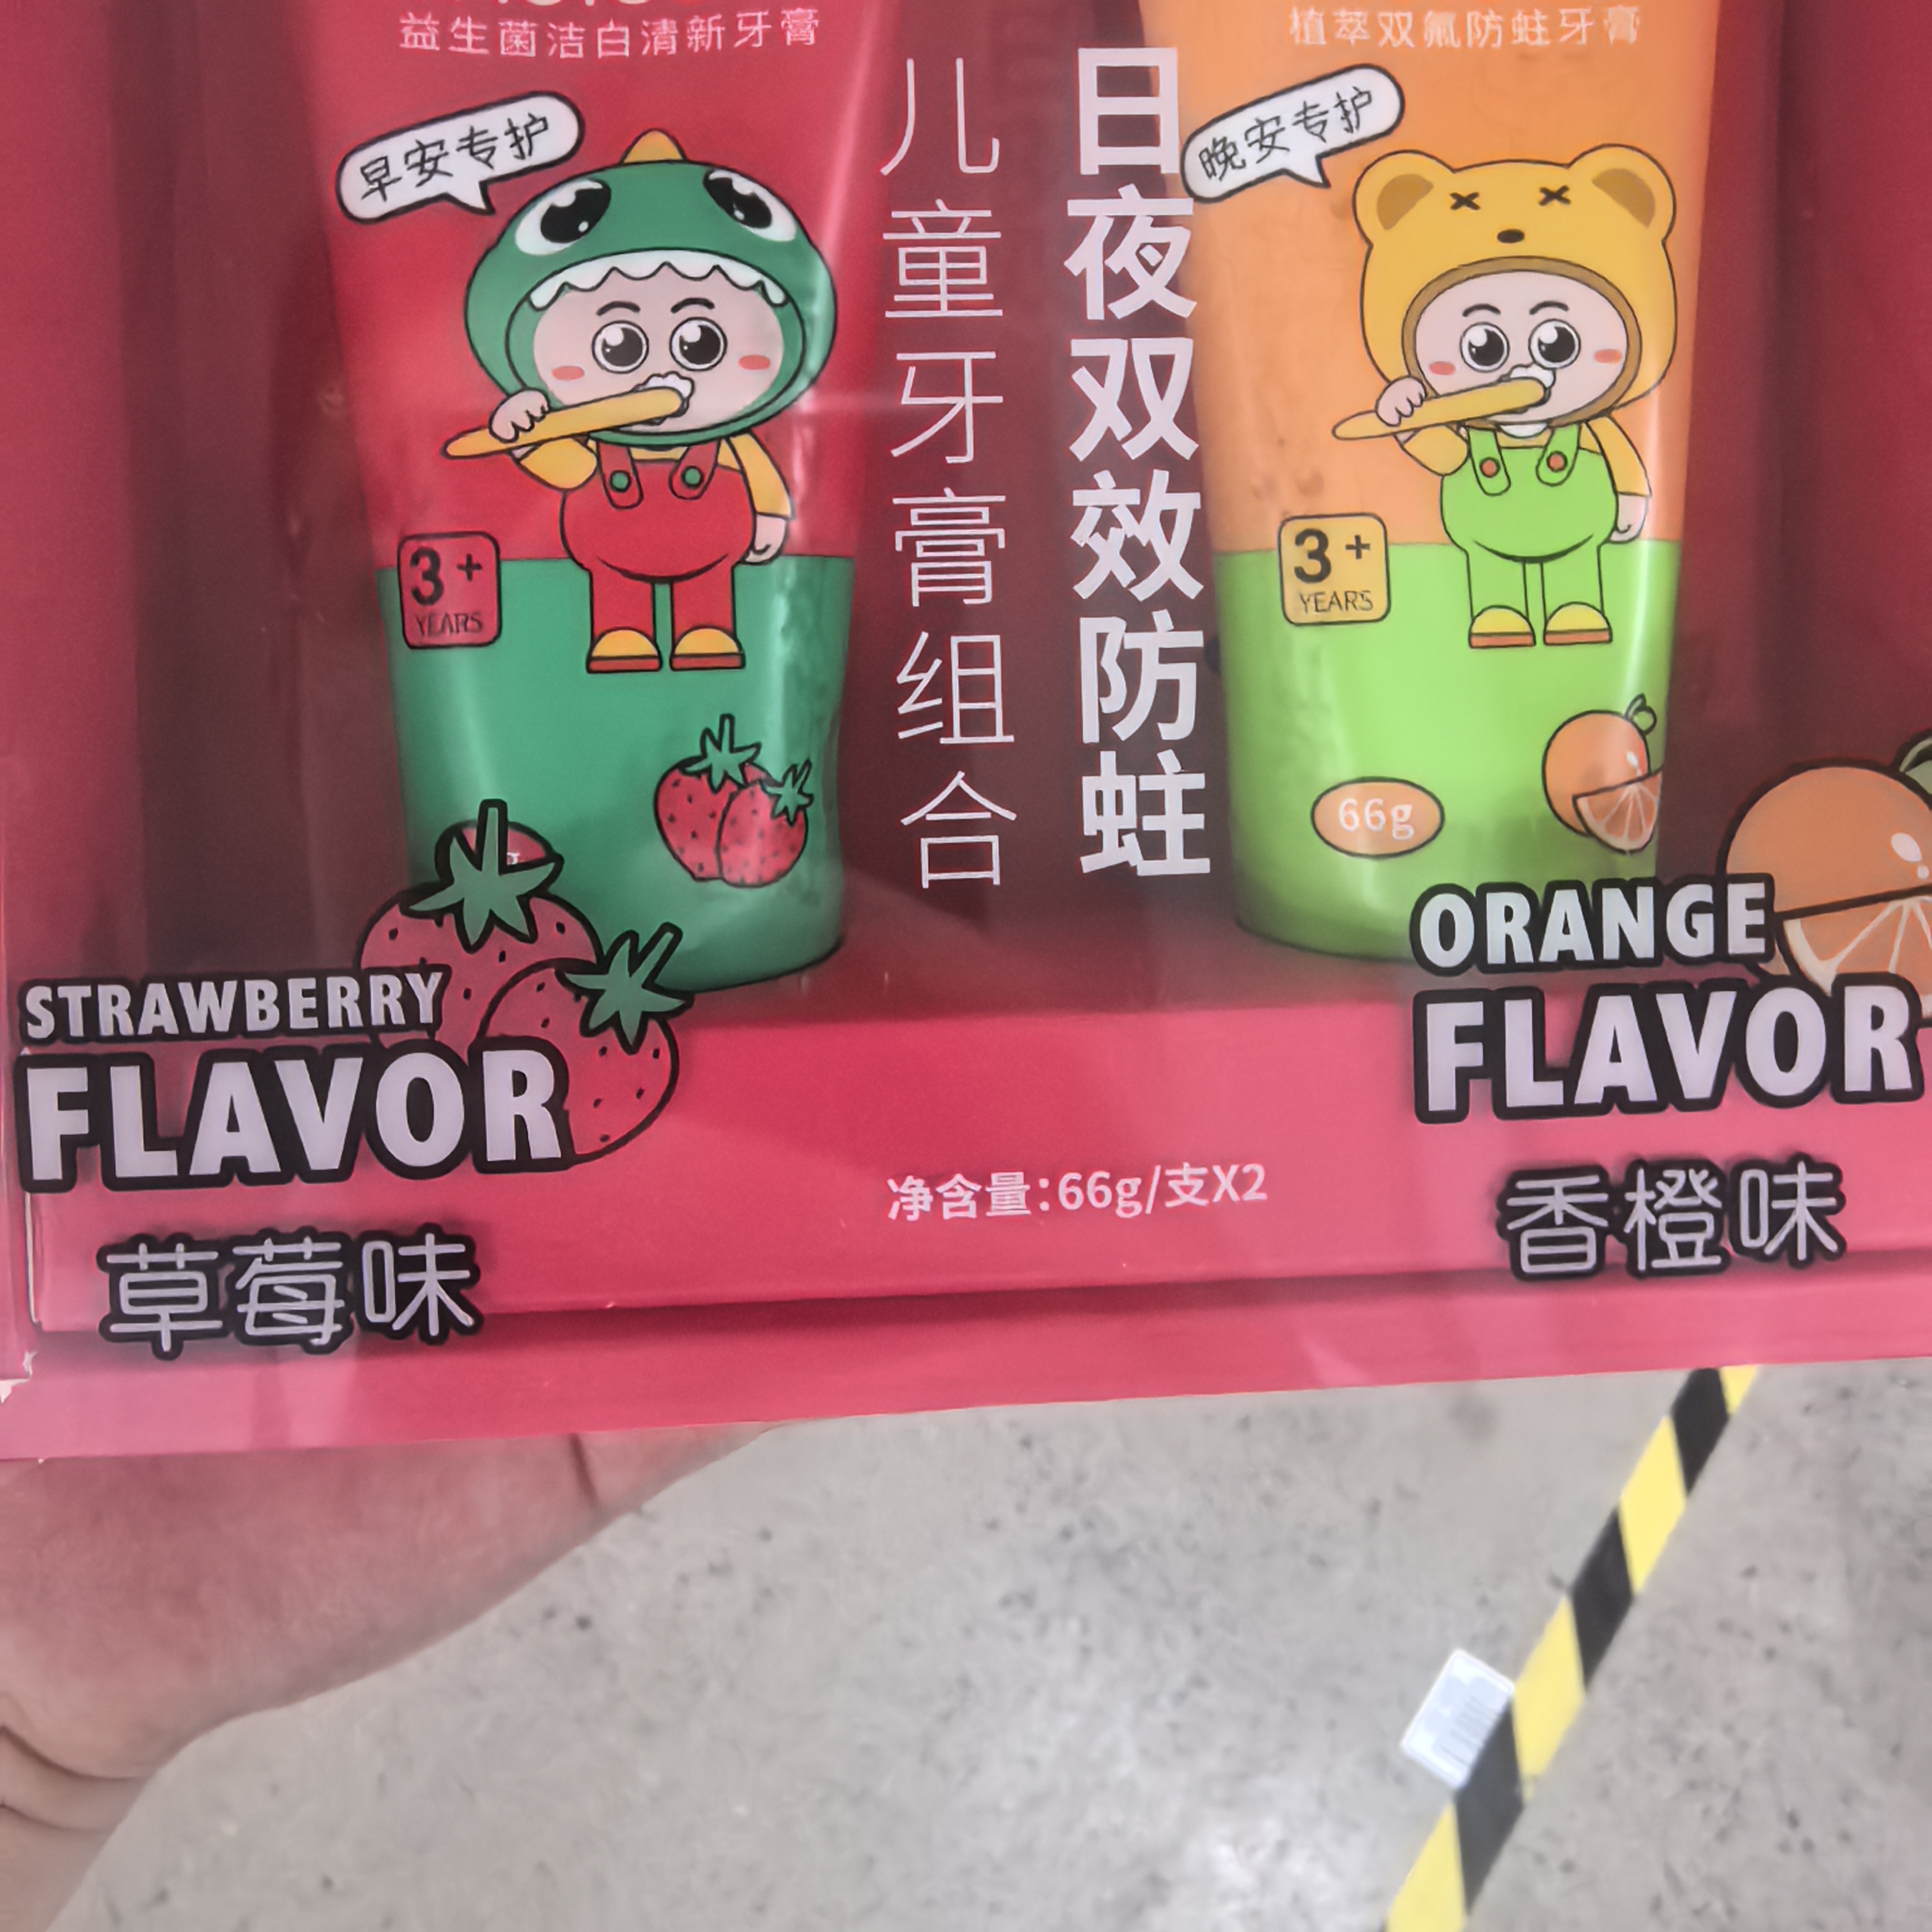 益生菌洁白清新牙膏
早安专护
3+
YEARS
儿童牙膏组合
日夜双效防蛀
植萃双氟防蛀牙膏
晚安专护
3+
YEARS
66g
STRAWBERRY
FLAVOR
草莓味
净含量:66g/支X2
ORANGE
FLAVOR
香橙味